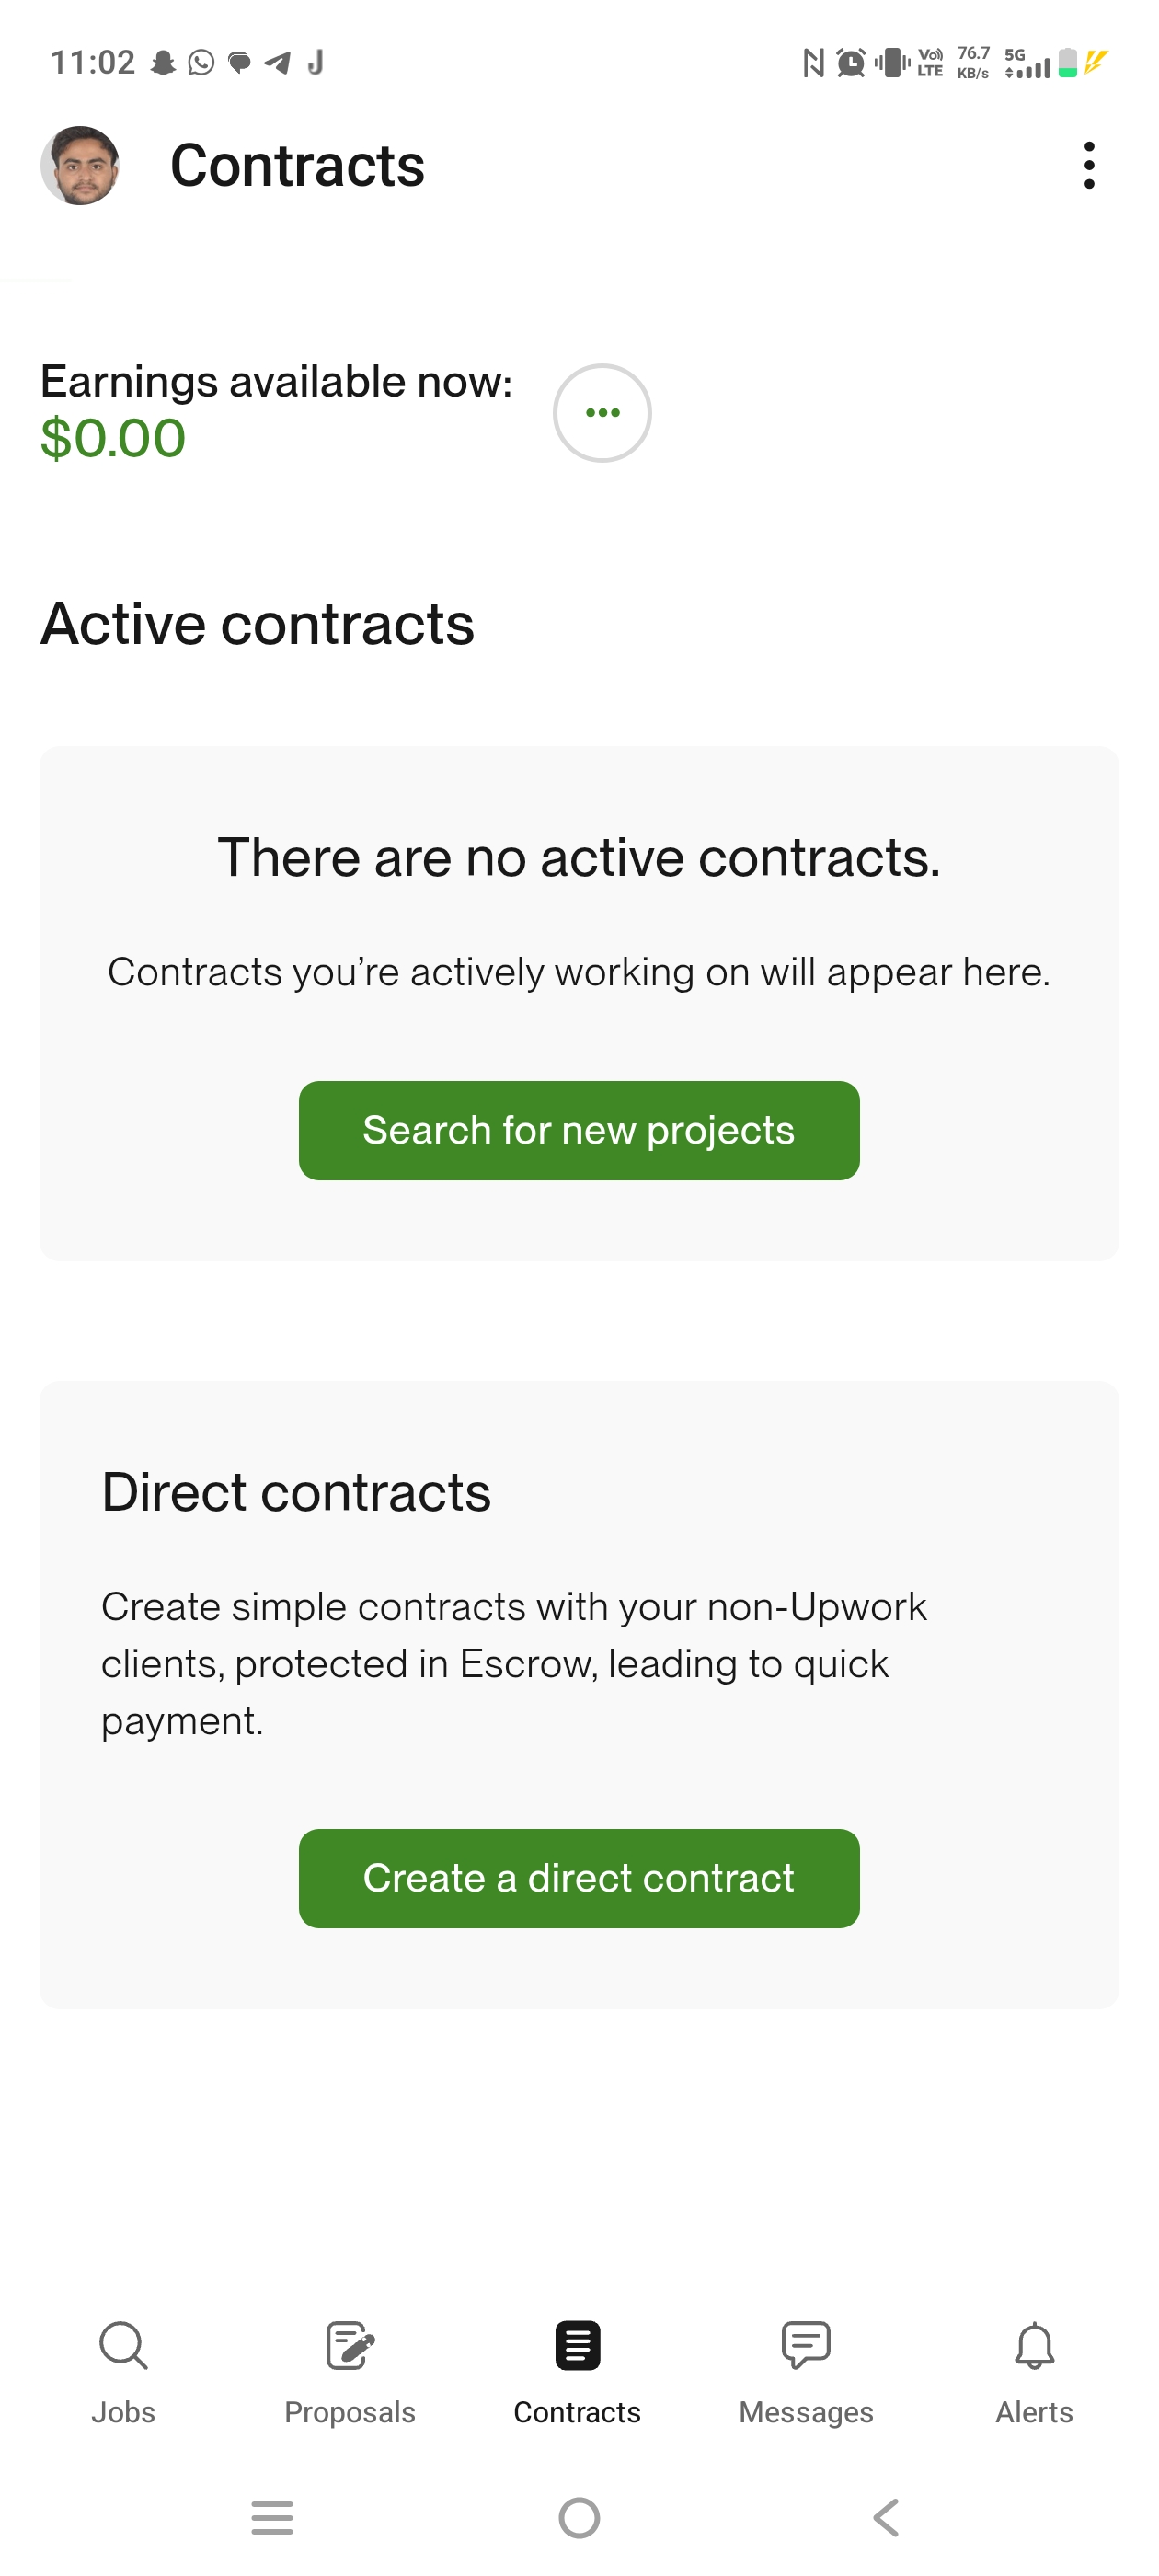 11:02
Vo) LTE
76.7 KB/s
5G
Contracts
Earnings available now:
$0.00
Active contracts
There are no active contracts.
Contracts you’re actively working on will appear here.
Search for new projects
Direct contracts
Create simple contracts with your non-Upwork
clients, protected in Escrow, leading to quick
payment.
Create a direct contract
Jobs
Proposals
Contracts
Messages
Alerts